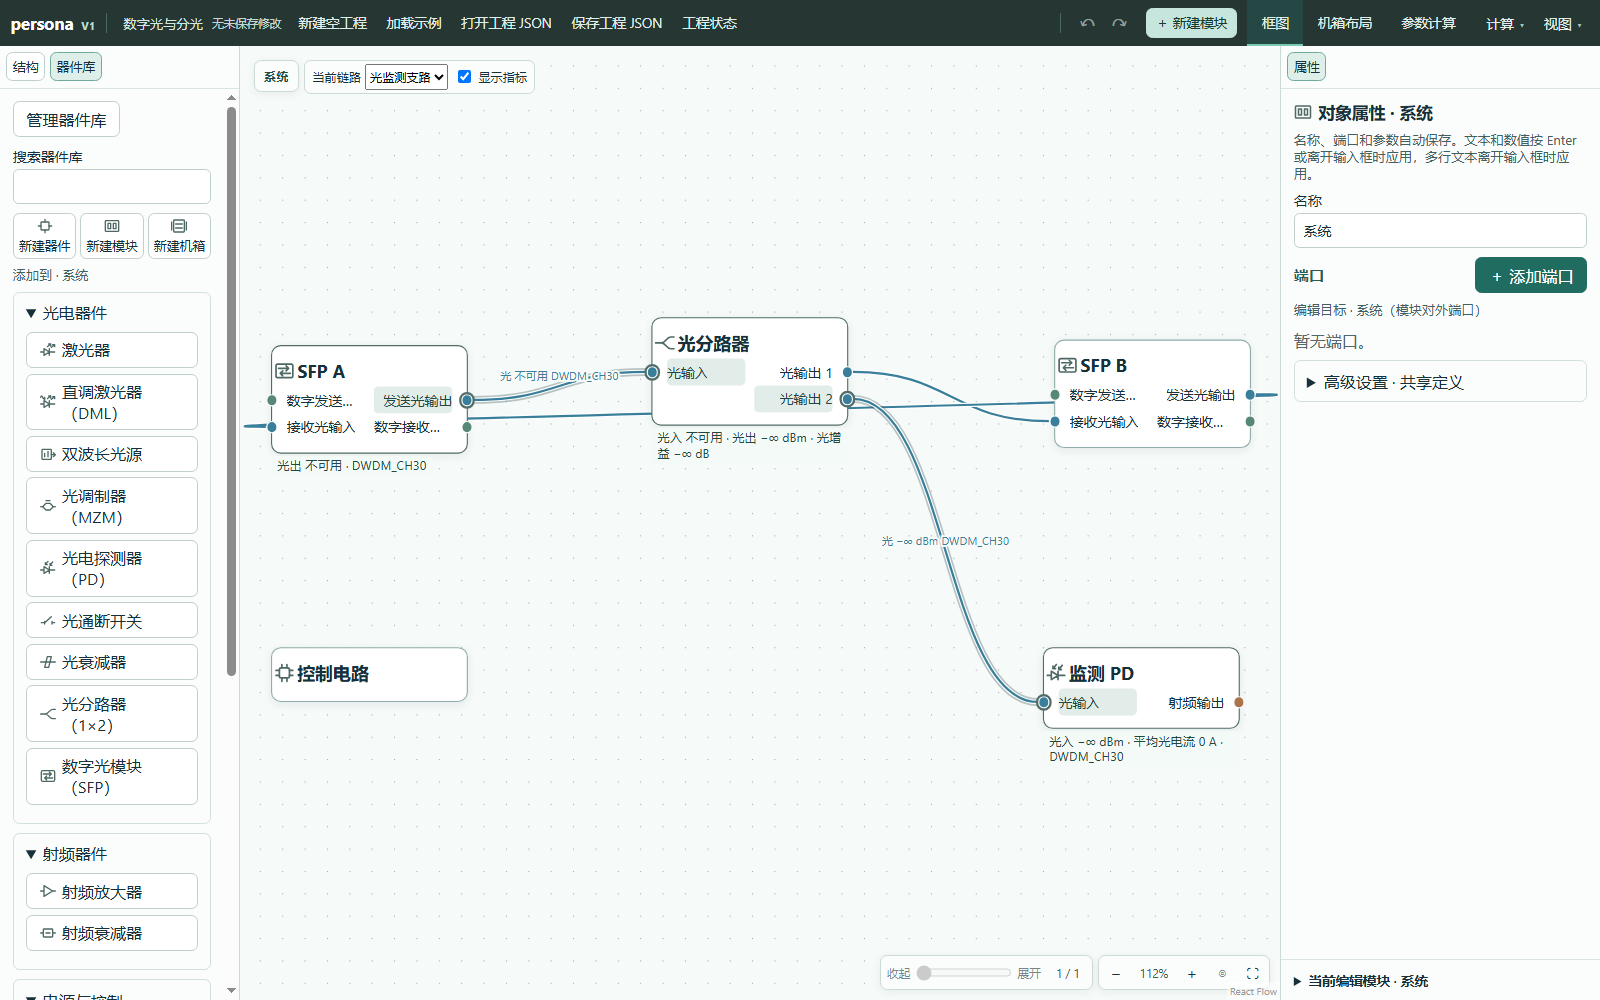 persona V1 数字光与分光 无未保存修改 新建空工程 加载示例 打开工程 JSON 保存工程 JSON 工程状态 + 新建模块 框图 机箱布局 参数计算 计算 视图
结构 器件库
管理器件库
搜索器件库
新建器件 新建模块 新建机箱
添加到 · 系统
▼ 光电器件
激光器
直调激光器
(DML)
双波长光源
光调制器
(MZM)
光电探测器
(PD)
光通断开关
光衰减器
光分路器
(1×2)
数字光模块
(SFP)
▼ 射频器件
射频放大器
射频衰减器
系统 当前链路 光监测支路 显示指标
SFP A
数字发送... 发送光输出
接收光输入 数字接收...
光出 不可用 · DWDM_CH30
光 不可用 DWDM_CH30
光分路器
光输入 光输出 1
光输出 2
光入 不可用 · 光出 −∞ dBm · 光增
益 −∞ dB
SFP B
数字发送... 发送光输出
接收光输入 数字接收...
光 −∞ dBm DWDM_CH30
控制电路
监测 PD
光输入 射频输出
光入 −∞ dBm · 平均光电流 0 A ·
DWDM_CH30
收起 展开 1 / 1
− 112% +
React Flow
属性
对象属性 · 系统
名称、端口和参数自动保存。文本和数值按 Enter
或离开输入框时应用，多行文本离开输入框时应
用。
名称
系统
端口 + 添加端口
编辑目标 · 系统（模块对外端口）
暂无端口。
▶ 高级设置 · 共享定义
▶ 当前编辑模块 · 系统